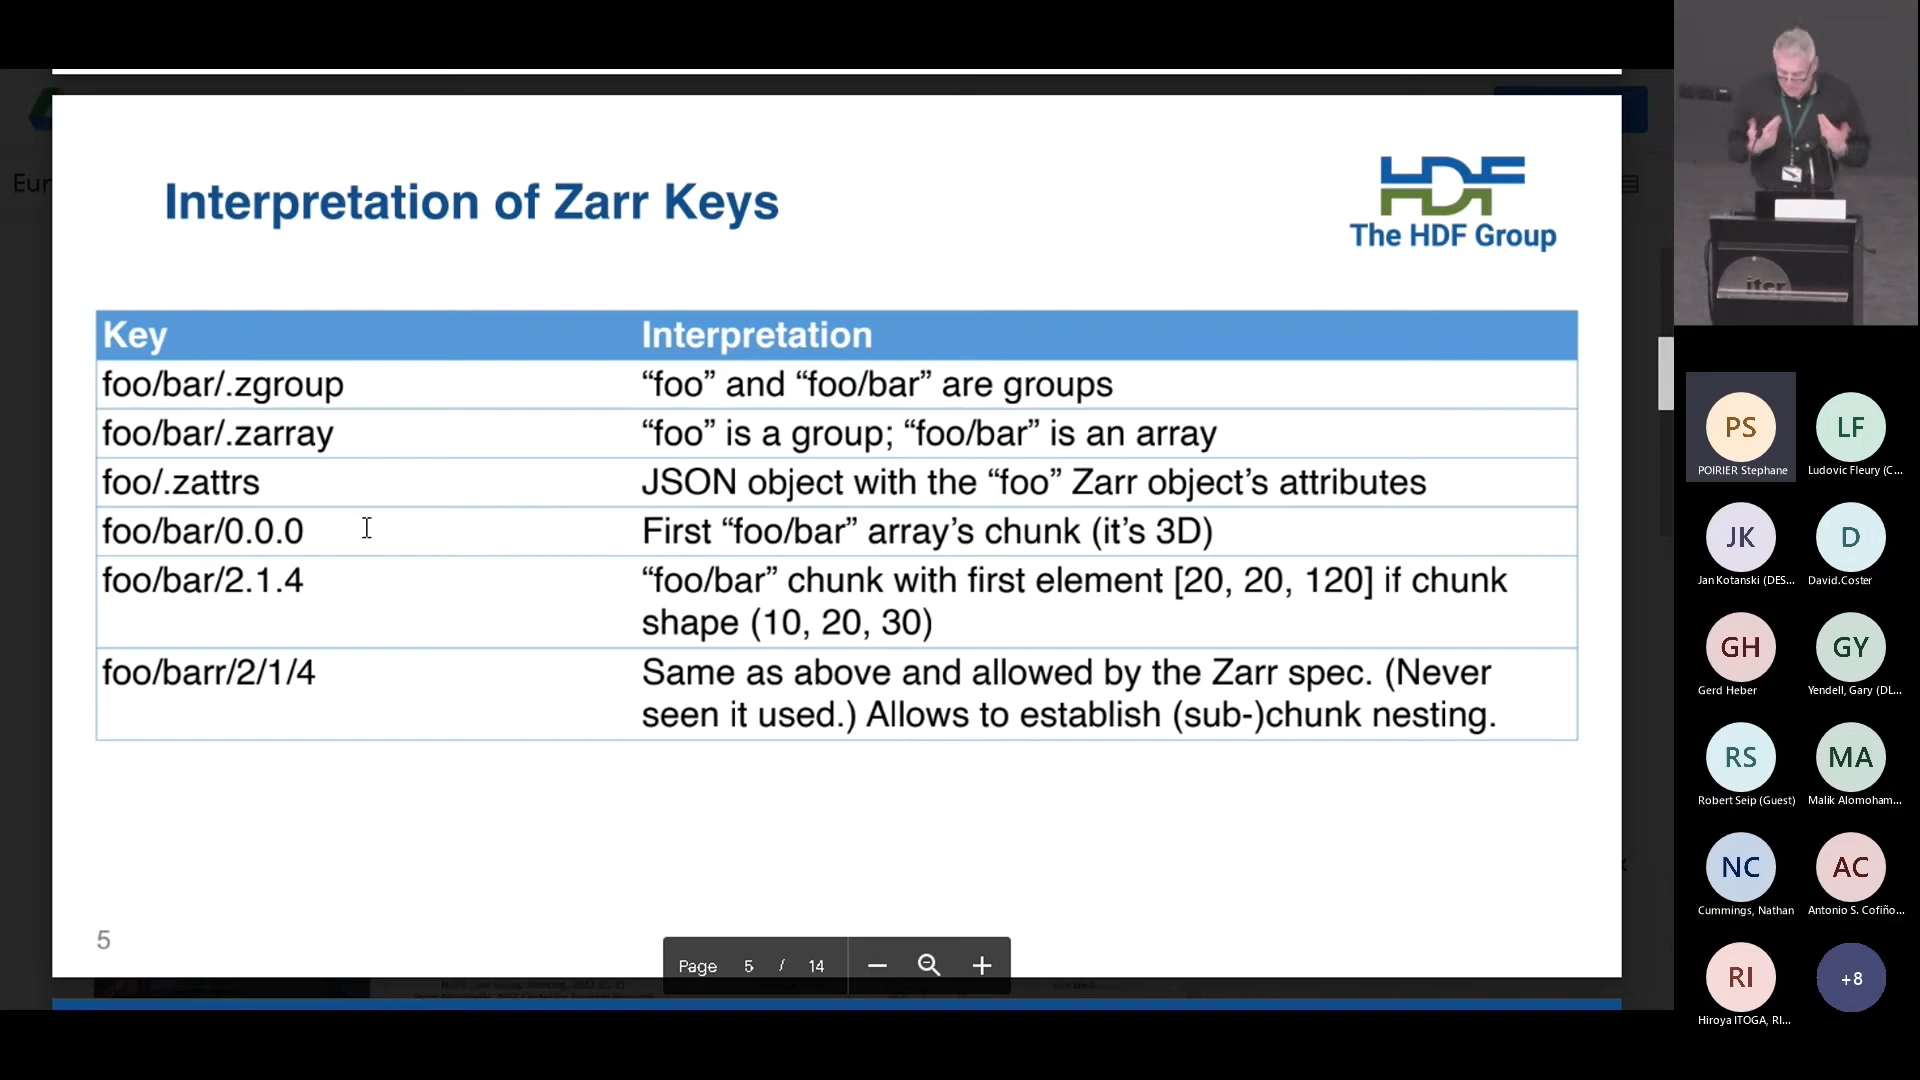 Eur
Interpretation of Zarr Keys
HDF
The HDF Group
Key Interpretation
foo/bar/.zgroup “foo” and “foo/bar” are groups
foo/bar/.zarray “foo” is a group; “foo/bar” is an array
foo/.zattrs JSON object with the “foo” Zarr object’s attributes
foo/bar/0.0.0 First “foo/bar” array’s chunk (it’s 3D)
foo/bar/2.1.4 “foo/bar” chunk with first element [20, 20, 120] if chunk
shape (10, 20, 30)
foo/barr/2/1/4 Same as above and allowed by the Zarr spec. (Never
seen it used.) Allows to establish (sub-)chunk nesting.
5
Page 5 / 14
iter
PS
POIRIER Stephane
LF
Ludovic Fleury (C...
JK
Jan Kotanski (DES...
D
David.Coster
GH
Gerd Heber
GY
Yendell, Gary (DL...
RS
Robert Seip (Guest)
MA
Malik Alomoham...
NC
Cummings, Nathan
AC
Antonio S. Cofiño...
RI
Hiroya ITOGA, RI...
+8